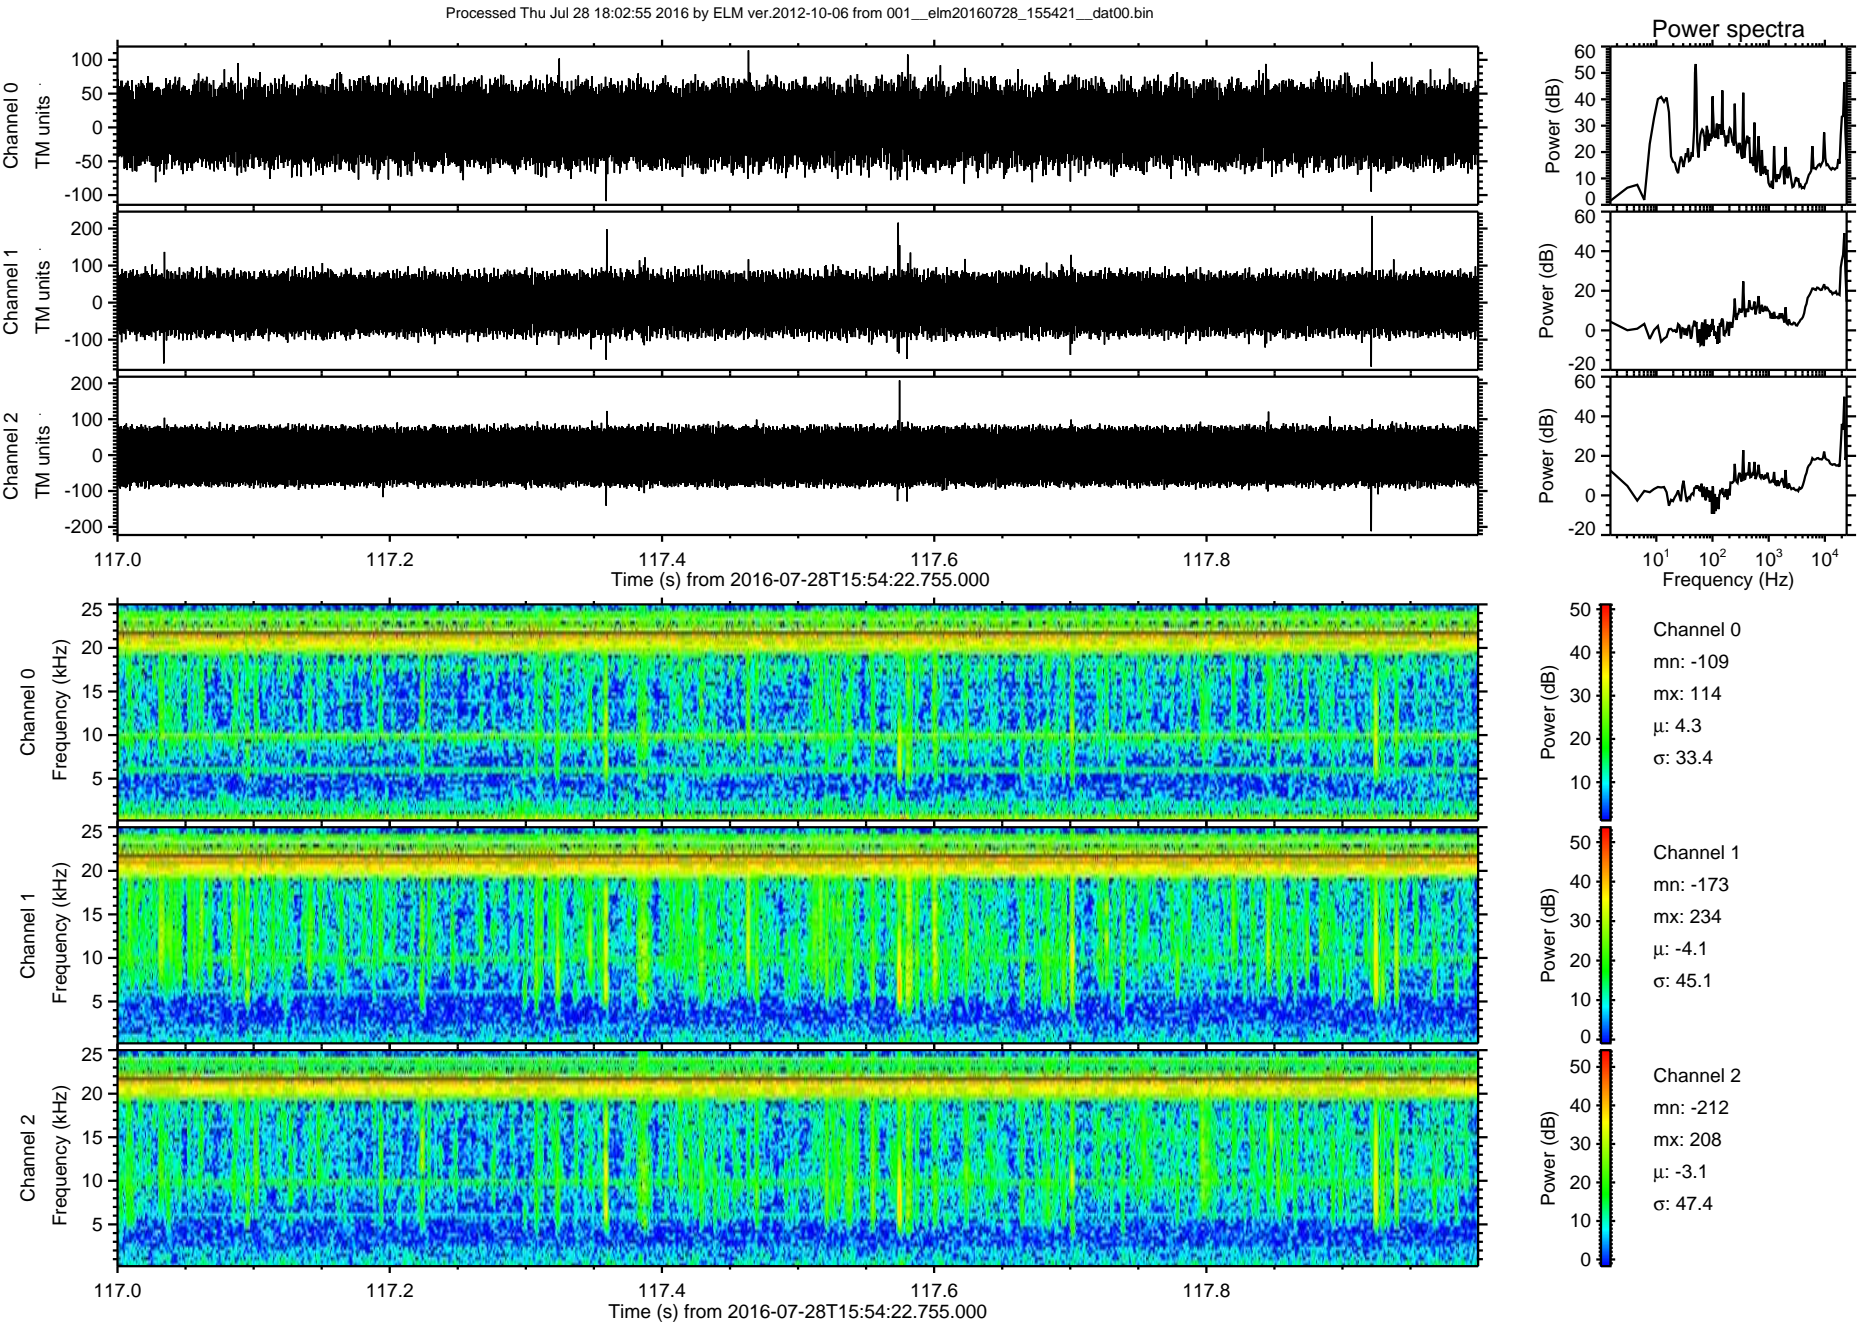 Processed Thu Jul 28 18:02:55 2016 by ELM ver.2012-10-06 from 001__elm20160728_155421__dat00.bin
Power spectra
Channel 0
TM units
100
50
0
-50
-100
Power (dB)
60
50
40
30
20
10
0
Channel 1
TM units
200
100
0
-100
Power (dB)
60
40
20
0
-20
Channel 2
TM units
200
100
0
-100
-200
Power (dB)
60
40
20
0
-20
117.0 117.2 117.4 117.6 117.8
Time (s) from 2016-07-28T15:54:22.755.000
10¹ 10² 10³ 10⁴
Frequency (Hz)
Channel 0
Frequency (kHz)
25
20
15
10
5
Power (dB)
50
40
30
20
10
Channel 0
mn: -109
mx: 114
μ: 4.3
σ: 33.4
Channel 1
Frequency (kHz)
25
20
15
10
5
Power (dB)
50
40
30
20
10
0
Channel 1
mn: -173
mx: 234
μ: -4.1
σ: 45.1
Channel 2
Frequency (kHz)
25
20
15
10
5
Power (dB)
50
40
30
20
10
0
Channel 2
mn: -212
mx: 208
μ: -3.1
σ: 47.4
117.0 117.2 117.4 117.6 117.8
Time (s) from 2016-07-28T15:54:22.755.000